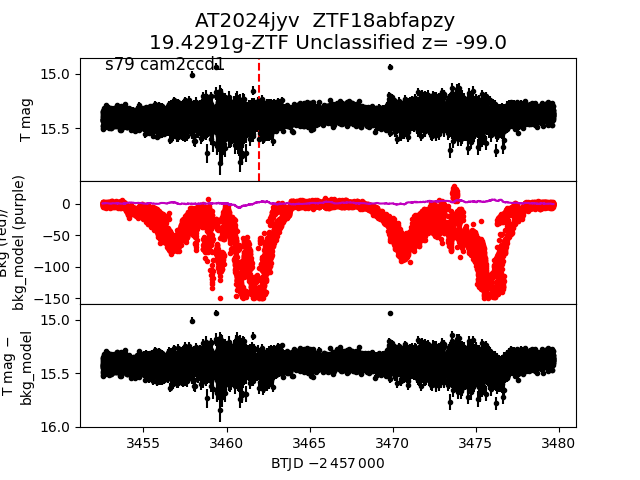 AT2024jyv  ZTF18abfapzy
19.4291g-ZTF Unclassified z= -99.0
s79 cam2ccd1
15.0
15.5
T mag
0
−50
−100
−150
Bkg (red)/
bkg_model (purple)
15.0
15.5
16.0
T mag −
bkg_model
3455
3460
3465
3470
3475
3480
BTJD −2 457 000